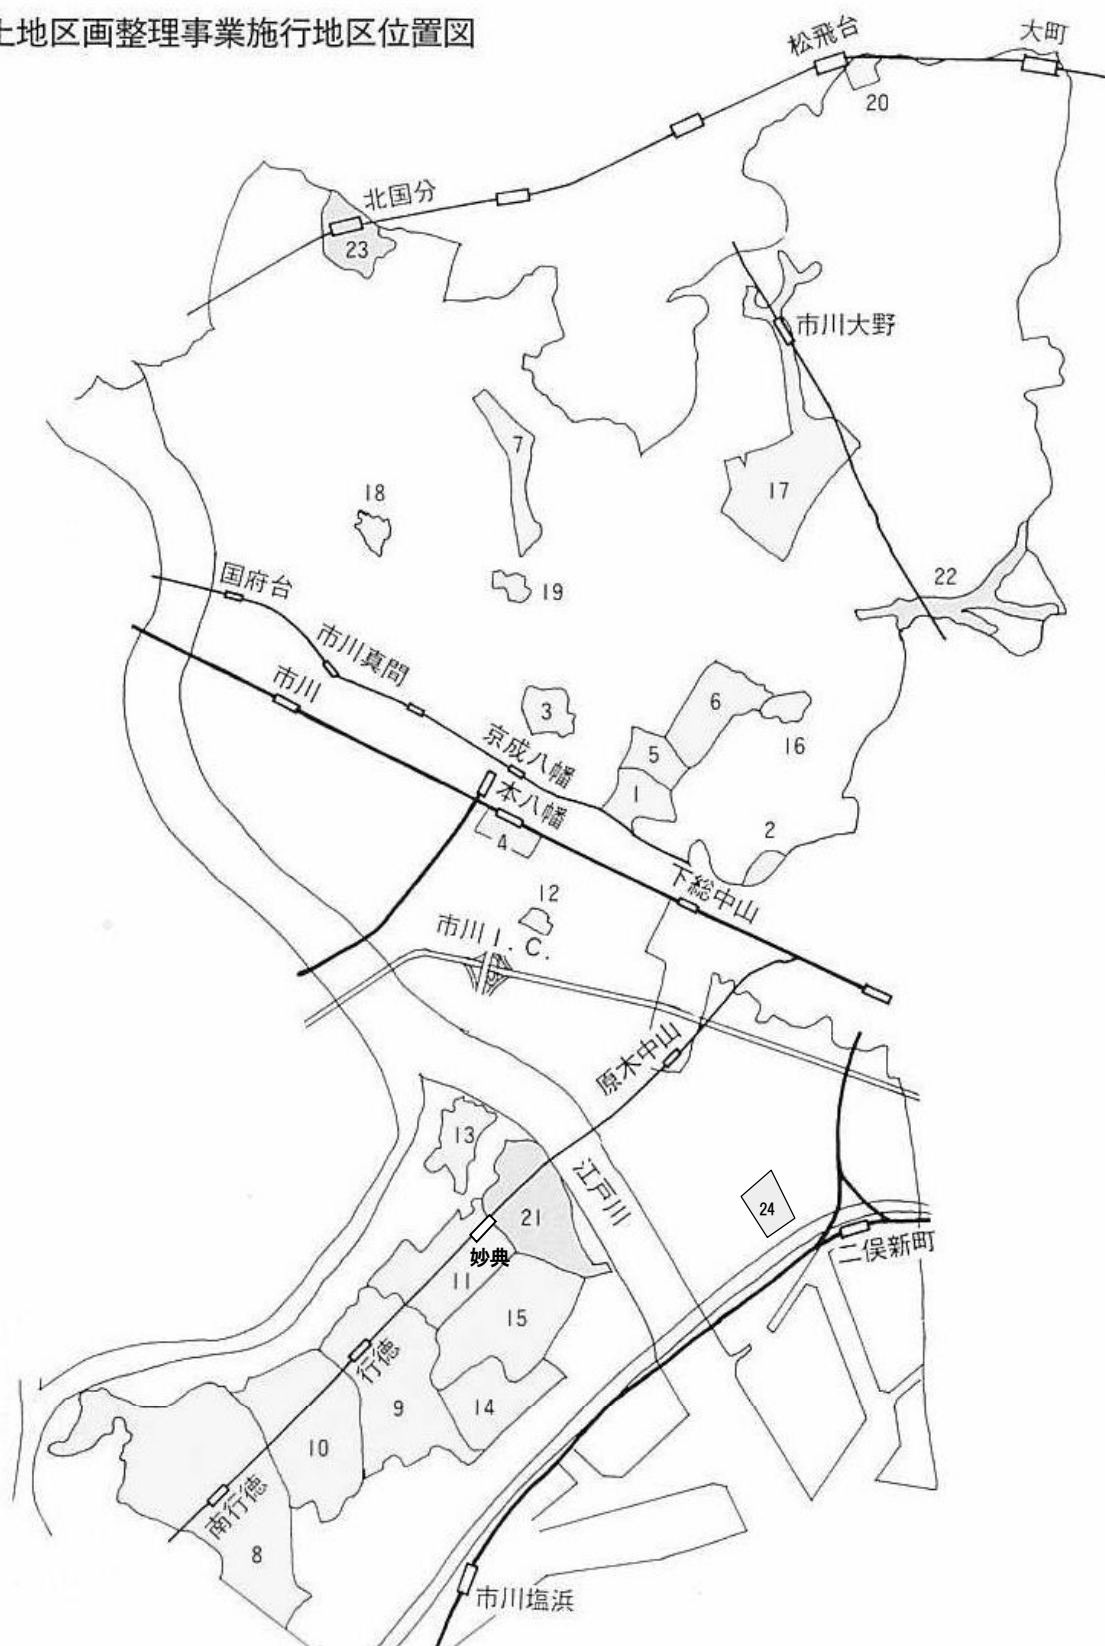 土地区画整理事業施行地区位置図
松飛台
大町
20
北国分
23
市川大野
7
17
18
19
22
国府台
市川真間
市川
3
6
16
京成八幡
5
1
本八幡
4
2
下総中山
12
市川I.C.
原木中山
13
江戸川
21
24
妙典
二俣新町
11
15
行徳
9
14
10
南行徳
8
市川塩浜